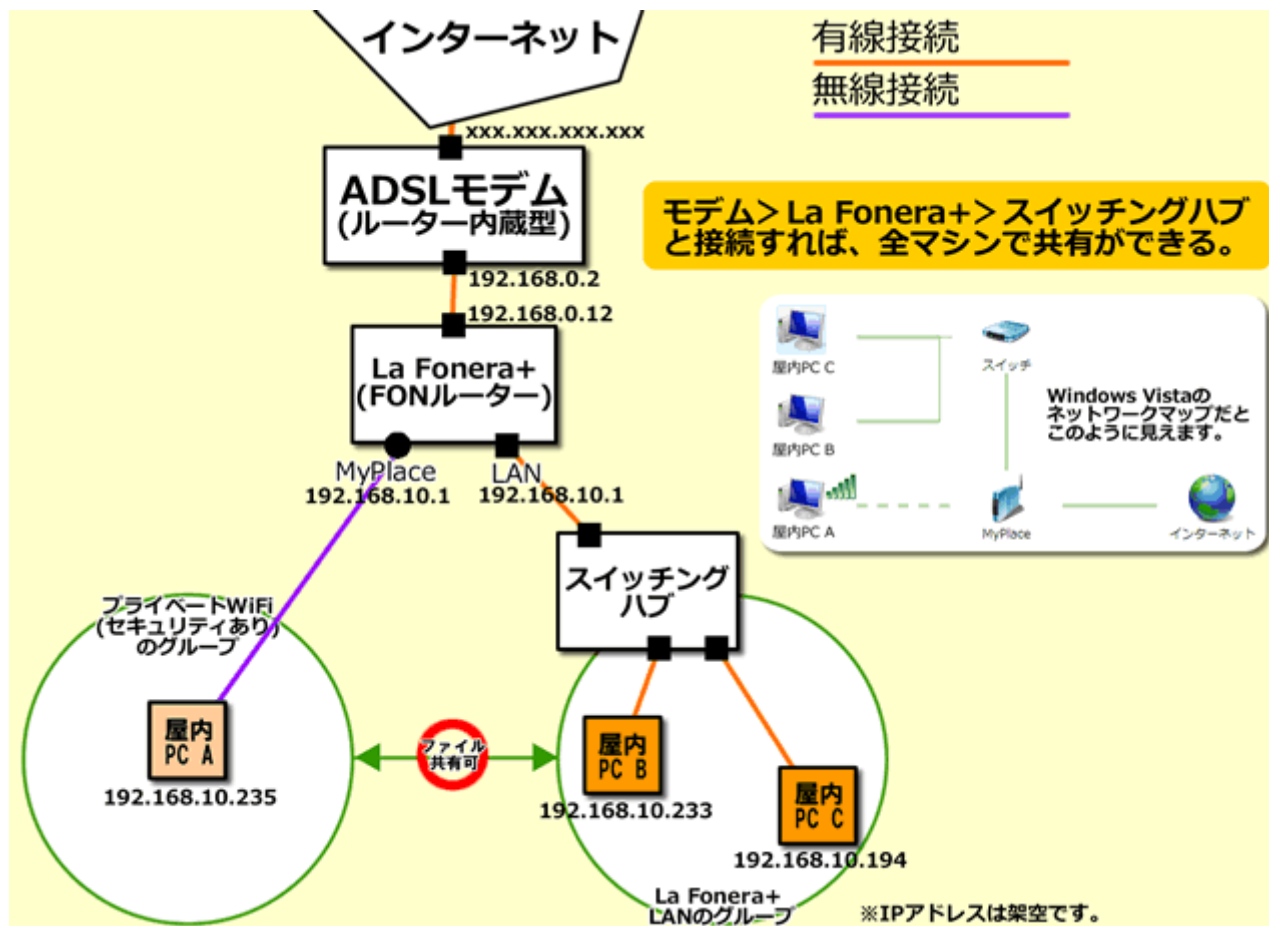 インターネット
有線接続
無線接続
xxx.xxx.xxx.xxx
ADSLモデム
(ルーター内蔵型)
モデム＞La Fonera+＞スイッチングハブ
と接続すれば、全マシンで共有ができる。
192.168.0.2
192.168.0.12
La Fonera+
(FONルーター)
屋内PC C
スイッチ
Windows Vistaの
ネットワークマップだと
このように見えます。
屋内PC B
屋内PC A
MyPlace
インターネット
MyPlace
192.168.10.1
LAN
192.168.10.1
スイッチング
ハブ
プライベートWiFi
(セキュリティあり)
のグループ
屋内
PC A
192.168.10.235
ファイル
共有可
屋内
PC B
192.168.10.233
屋内
PC C
192.168.10.194
La Fonera+
LANのグループ
※IPアドレスは架空です。